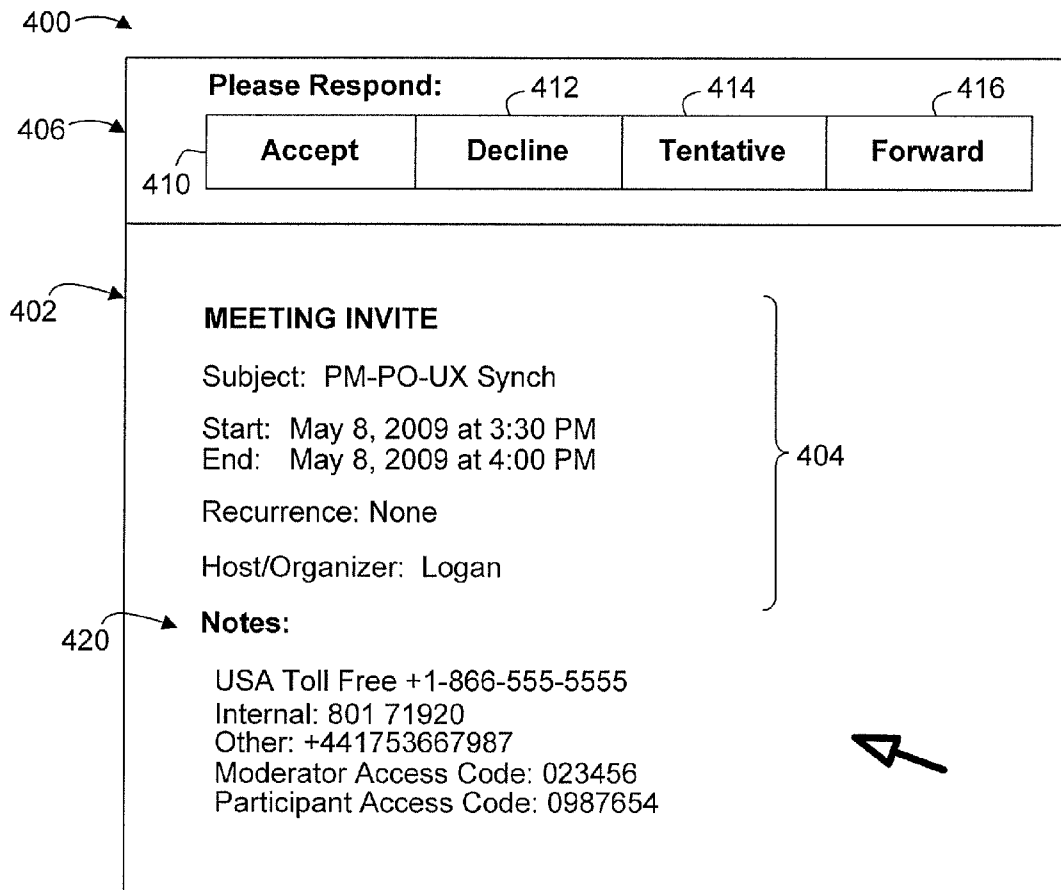 400
Please Respond:
412
414
416
406
410
Accept
Decline
Tentative
Forward
402
MEETING INVITE
Subject: PM-PO-UX Synch
Start: May 8, 2009 at 3:30 PM
End: May 8, 2009 at 4:00 PM
404
Recurrence: None
Host/Organizer: Logan
420
Notes:
USA Toll Free +1-866-555-5555
Internal: 801 71920
Other: +441753667987
Moderator Access Code: 023456
Participant Access Code: 0987654